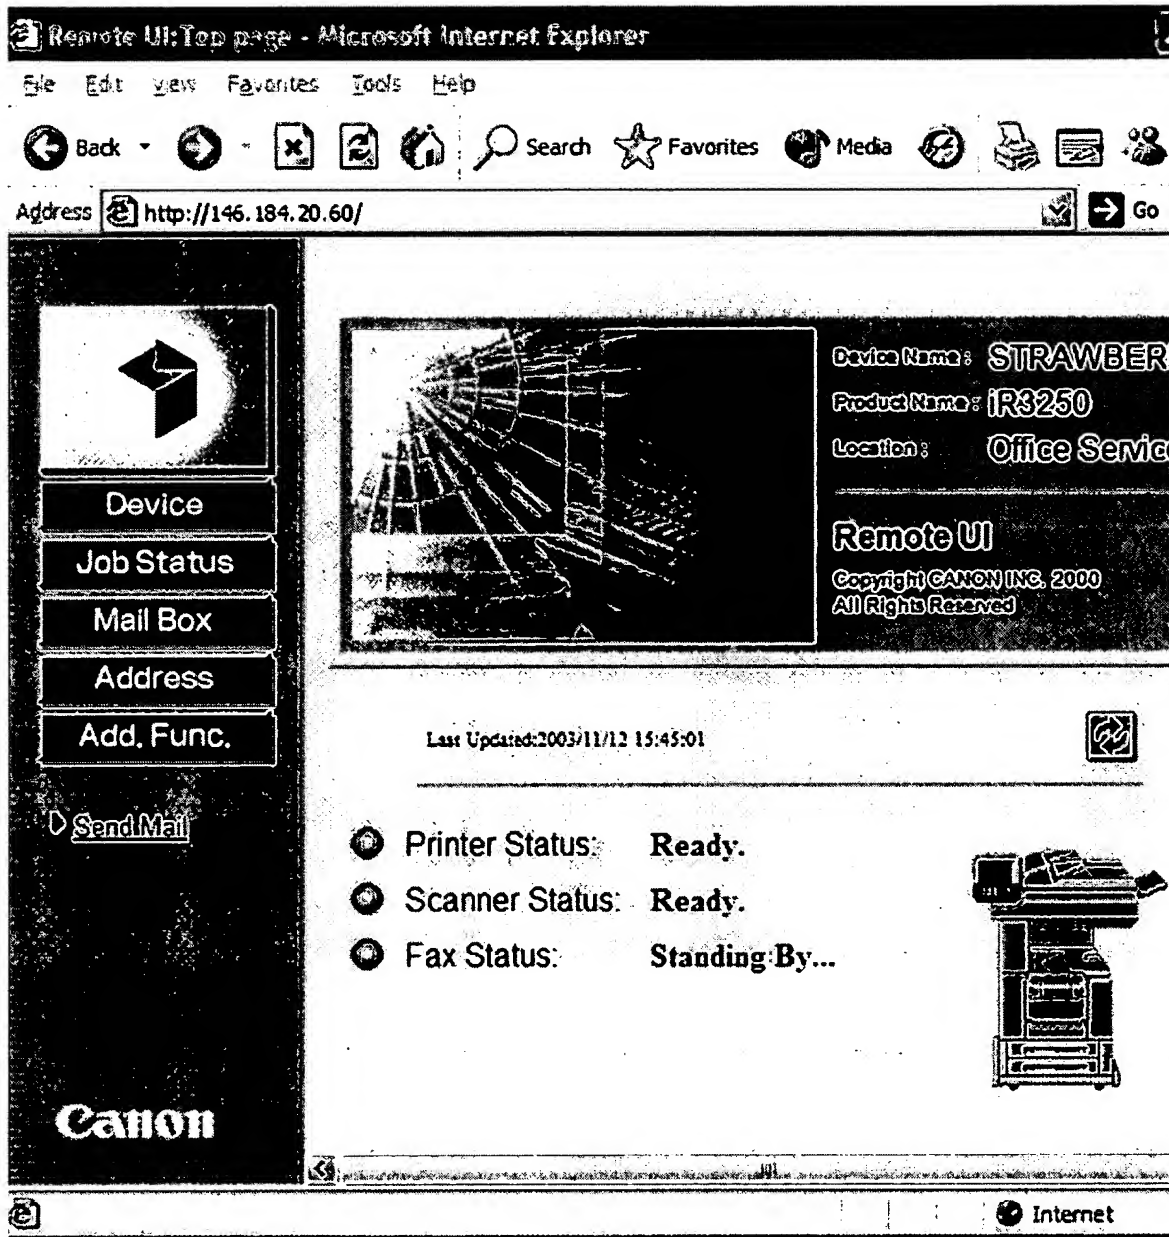 Remote UI:Top page - Microsoft Internet Explorer
File Edit View Favorites Tools Help
Back Search Favorites Media
Address http://146.184.20.60/ Go
Device Name : STRAWBER
Product Name : iR3250
Location : Office Service
Remote UI
Copyright CANON INC. 2000
All Rights Reserved
Device
Job Status
Mail Box
Address
Add. Func.
Send Mail
Last Updated:2003/11/12 15:45:01
Printer Status: Ready.
Scanner Status: Ready.
Fax Status: Standing By...
Canon
Internet